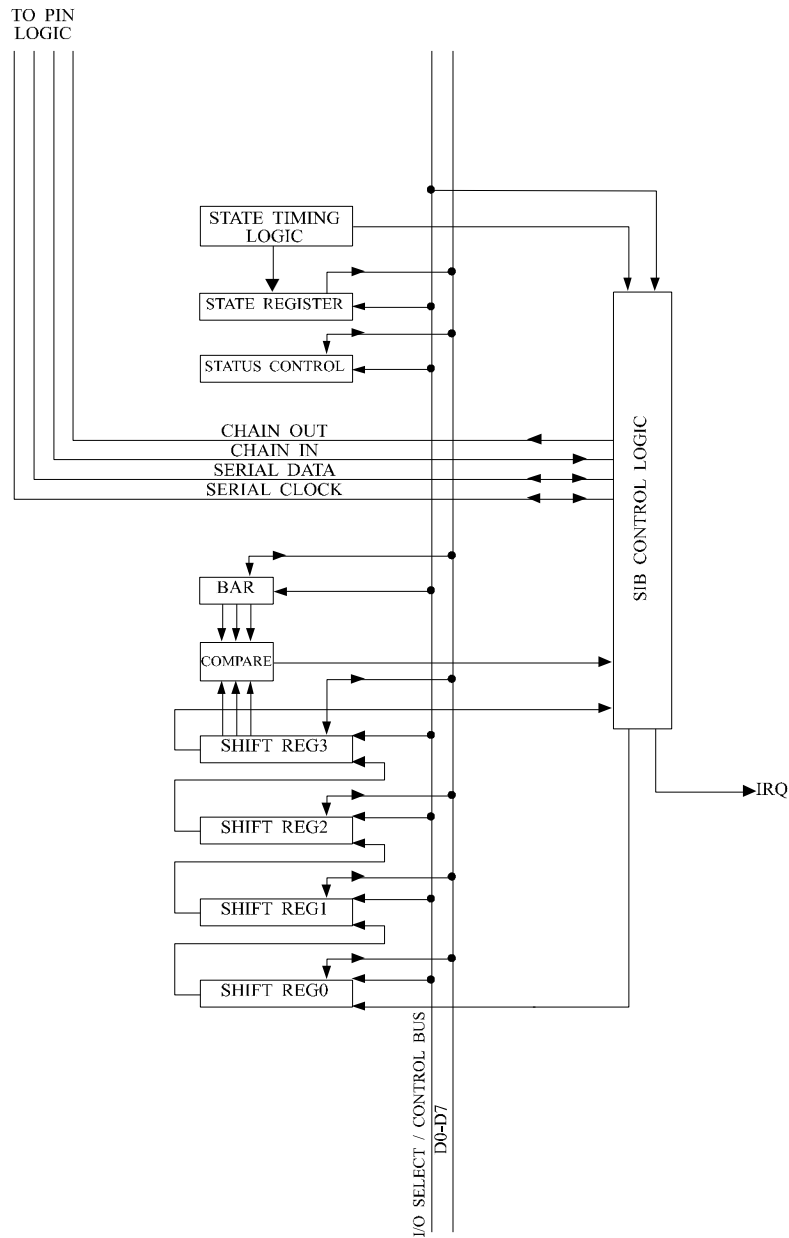 TO PIN
LOGIC
STATE TIMING
LOGIC
STATE REGISTER
STATUS CONTROL
CHAIN OUT
CHAIN IN
SERIAL DATA
SERIAL CLOCK
SIB CONTROL LOGIC
BAR
COMPARE
SHIFT REG3
IRQ
SHIFT REG2
SHIFT REG1
SHIFT REG0
I/O SELECT / CONTROL BUS
D0-D7